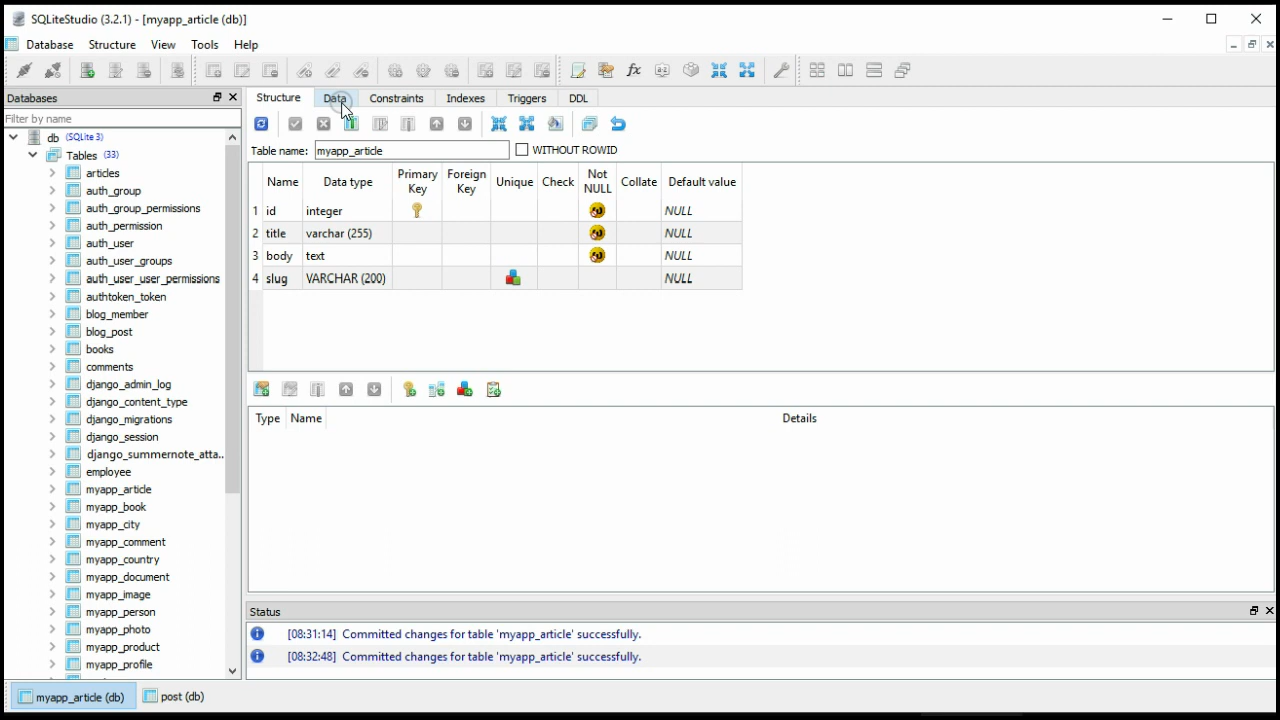 SQLiteStudio (3.2.1) - [myapp_article (db)]
Database Structure View Tools Help
Databases
Filter by name
db (SQLite 3)
Tables (33)
articles
auth_group
auth_group_permissions
auth_permission
auth_user
auth_user_groups
auth_user_user_permissions
authtoken_token
blog_member
blog_post
books
comments
django_admin_log
django_content_type
django_migrations
django_session
django_summernote_atta..
employee
myapp_article
myapp_book
myapp_city
myapp_comment
myapp_country
myapp_document
myapp_image
myapp_person
myapp_photo
myapp_product
myapp_profile
Structure Data Constraints Indexes Triggers DDL
Table name: myapp_article WITHOUT ROWID
Name Data type Primary Key Foreign Key Unique Check Not NULL Collate Default value
1 id integer NULL
2 title varchar (255) NULL
3 body text NULL
4 slug VARCHAR (200) NULL
Type Name Details
Status
[08:31:14] Committed changes for table 'myapp_article' successfully.
[08:32:48] Committed changes for table 'myapp_article' successfully.
myapp_article (db) post (db)